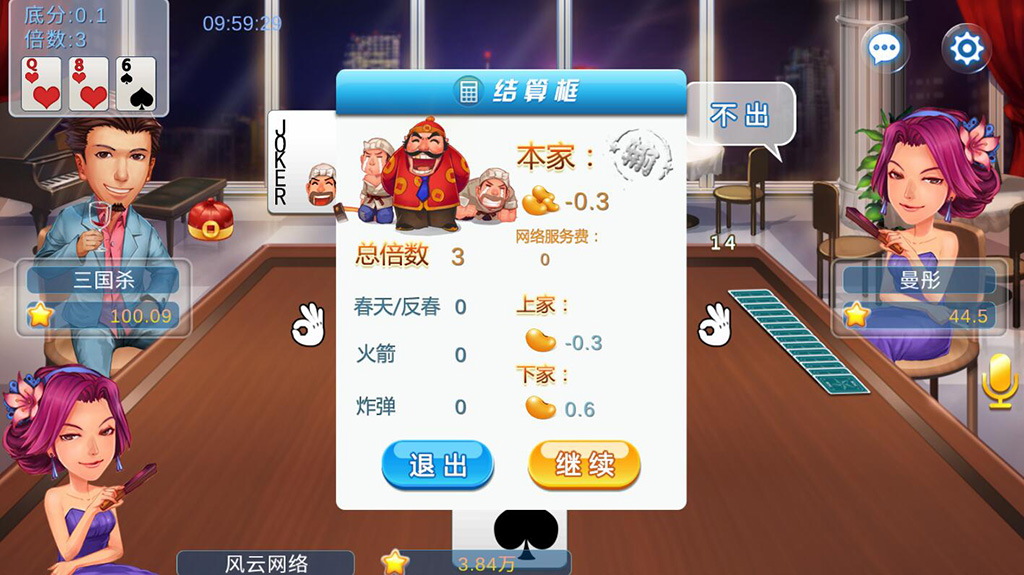 底分:0.1
倍数:3
09:59:29
Q
8
6
JOKER
结算框
不出
本家：
-0.3
网络服务费：
0
总倍数 3
春天/反春 0
火箭 0
炸弹 0
上家：
-0.3
下家：
0.6
退出
继续
三国杀
100.09
14
曼彤
44.5
风云网络
3.84万